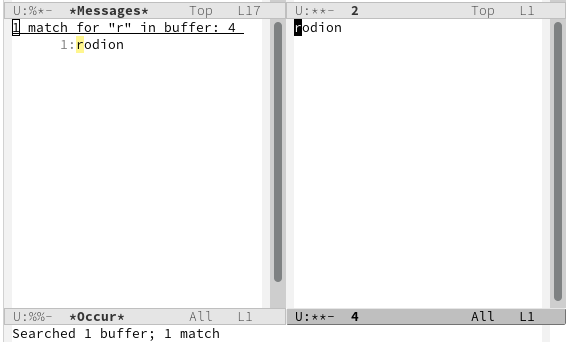 U:%*-  *Messages*     Top   L17
1 match for "r" in buffer: 4
      1:rodion
U:%%-  *Occur*        All   L1
U:**-  2              Top   L1
rodion
U:**-  4              All   L1
Searched 1 buffer; 1 match